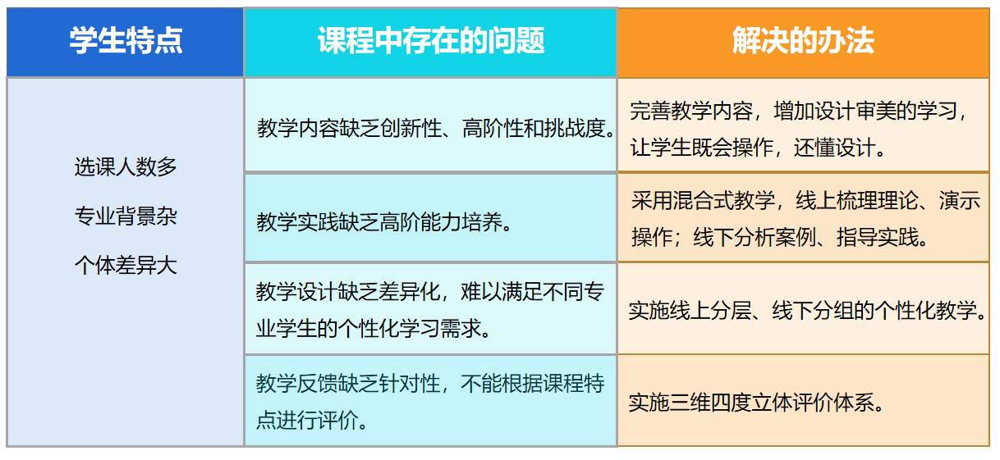 学生特点
课程中存在的问题
解决的办法
选课人数多
专业背景杂
个体差异大
教学内容缺乏创新性、高阶性和挑战度。
完善教学内容，增加设计审美的学习，
让学生既会操作，还懂设计。
教学实践缺乏高阶能力培养。
采用混合式教学，线上梳理理论、演示
操作；线下分析案例、指导实践。
教学设计缺乏差异化，难以满足不同专
业学生的个性化学习需求。
实施线上分层、线下分组的个性化教学。
教学反馈缺乏针对性，不能根据课程特
点进行评价。
实施三维四度立体评价体系。